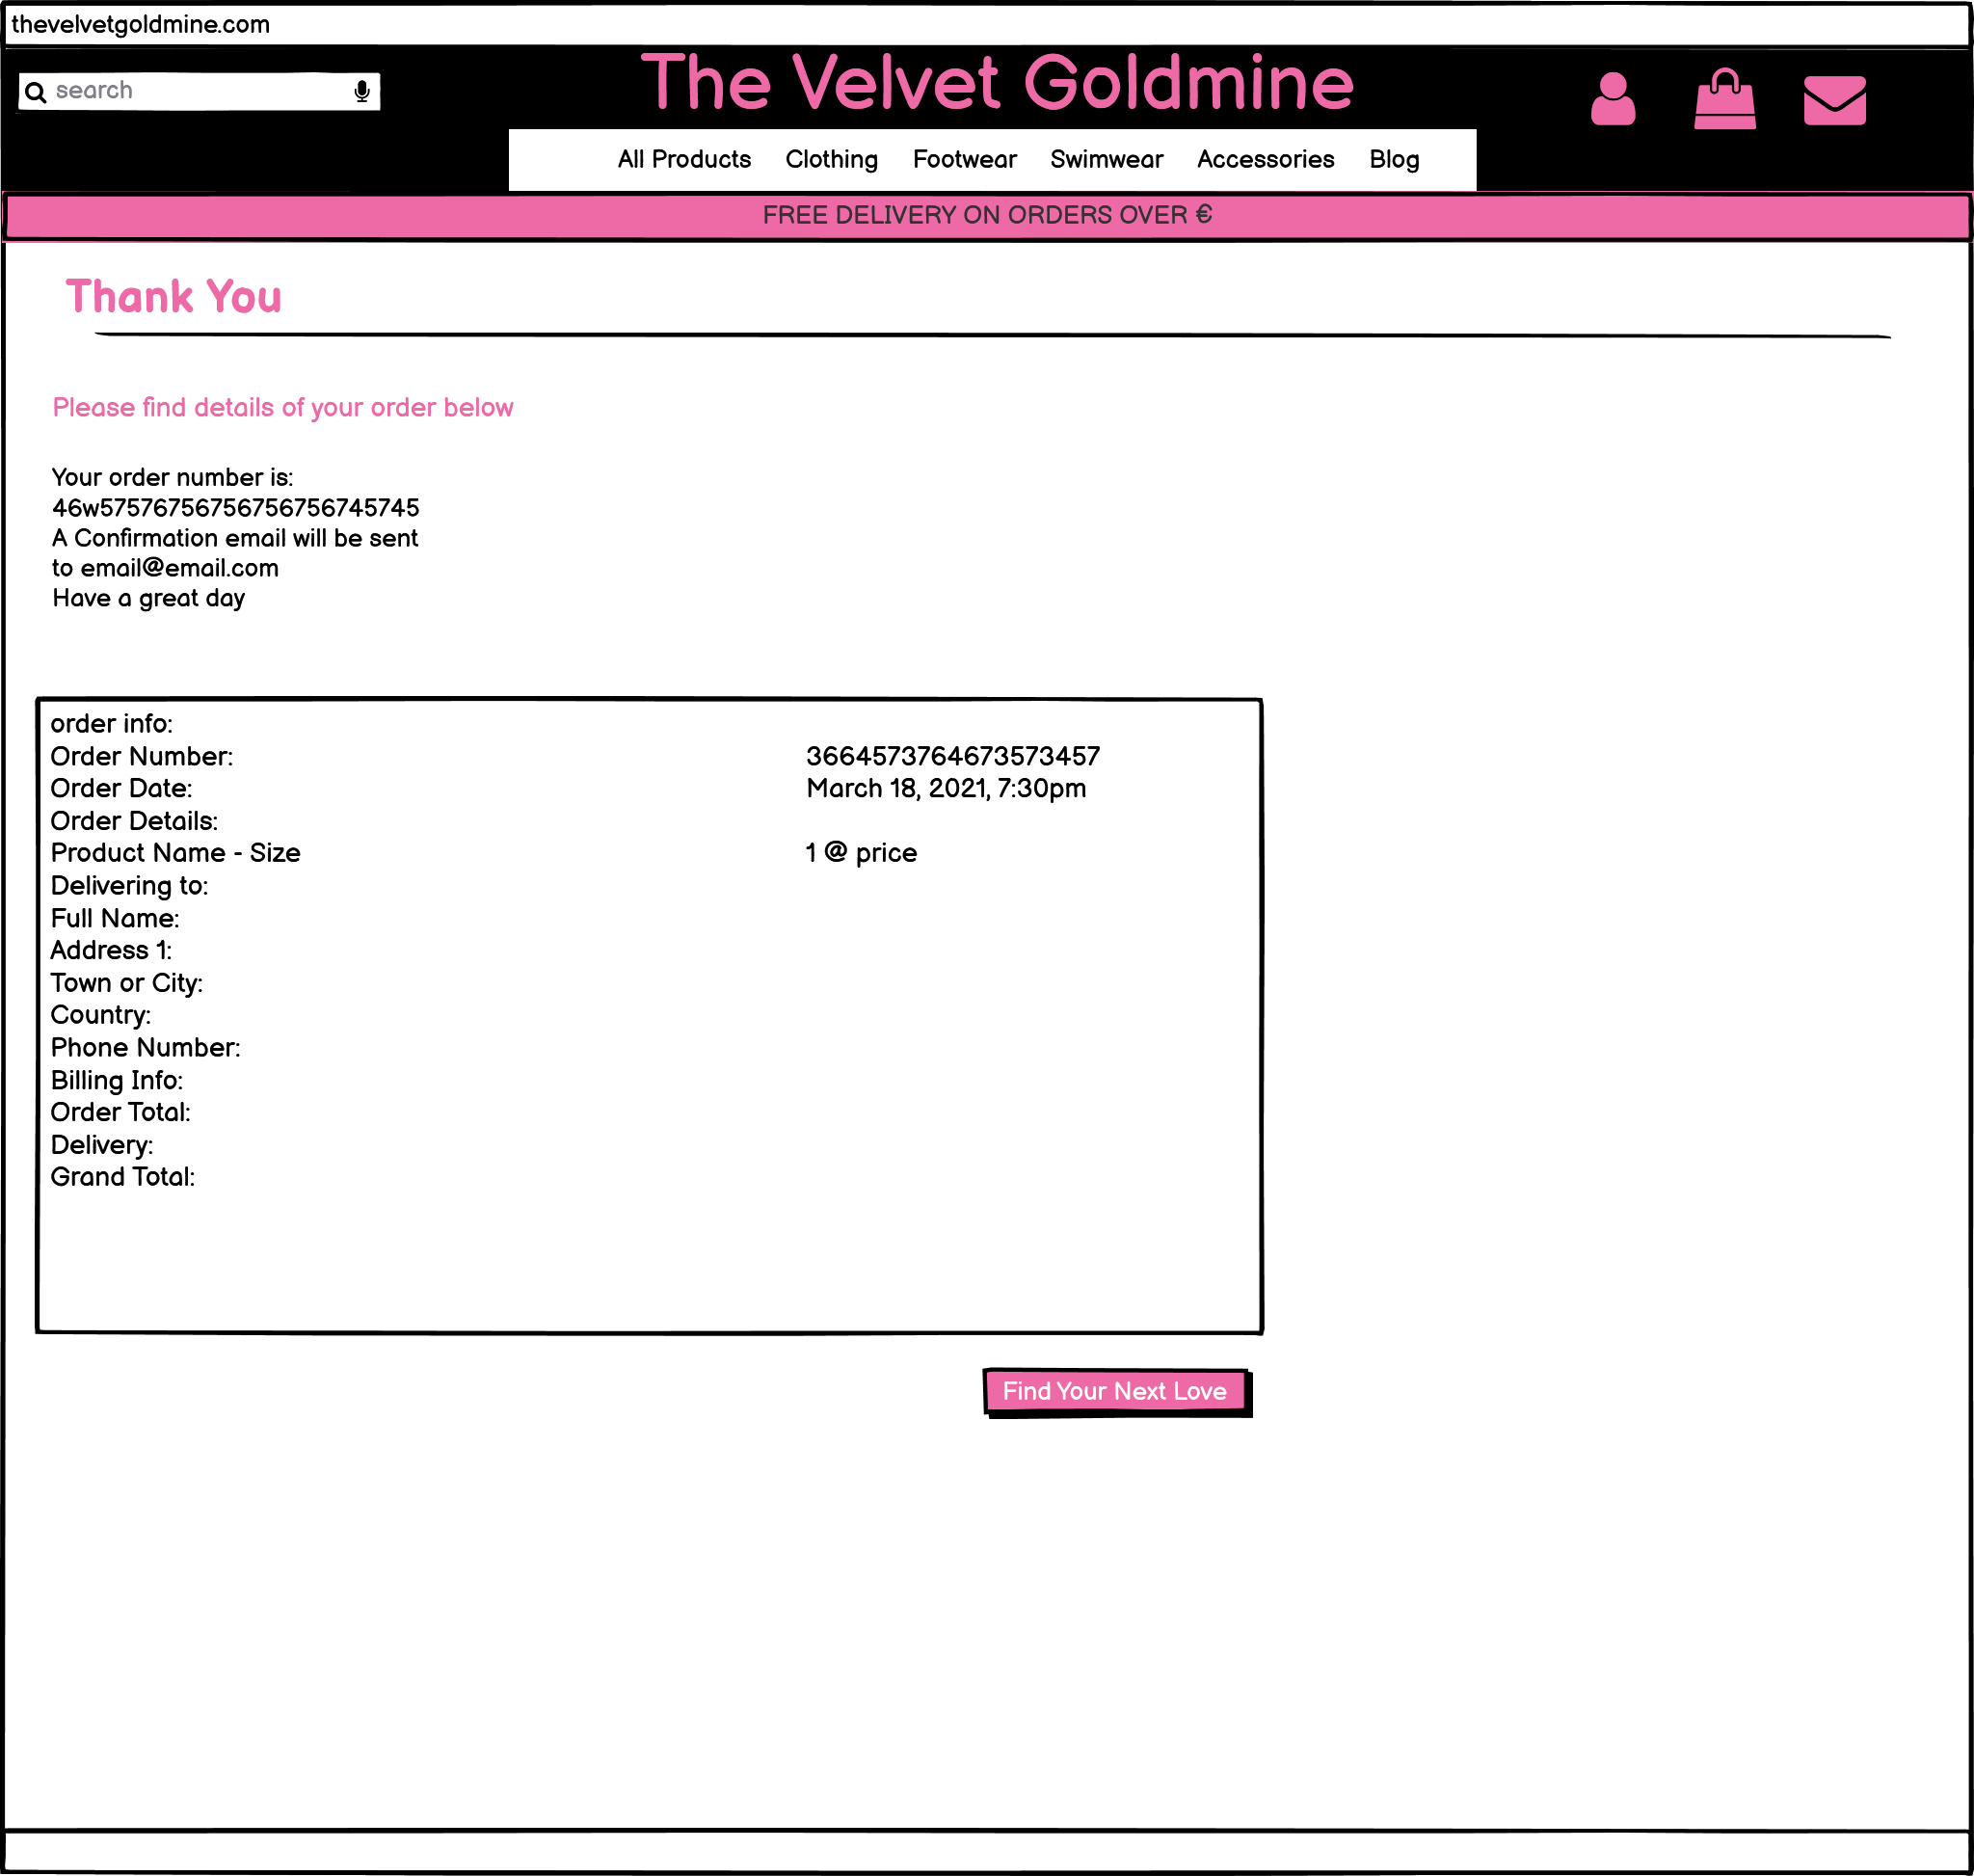 thevelvetgoldmine.com
search
The Velvet Goldmine
All Products Clothing Footwear Swimwear Accessories Blog
FREE DELIVERY ON ORDERS OVER €
Thank You
Please find details of your order below
Your order number is:
46w57576756756756756745745
A Confirmation email will be sent
to email@email.com
Have a great day
order info:
Order Number: 3664573764673573457
Order Date: March 18, 2021, 7:30pm
Order Details:
Product Name - Size 1 @ price
Delivering to:
Full Name:
Address 1:
Town or City:
Country:
Phone Number:
Billing Info:
Order Total:
Delivery:
Grand Total:
Find Your Next Love